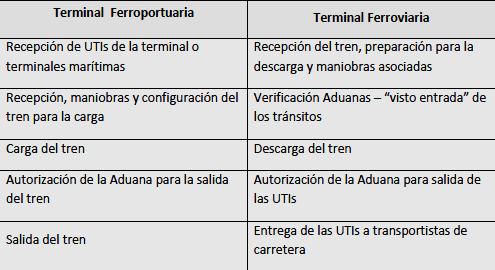 Terminal Ferroportuaria
Terminal Ferroviaria
Recepción de UTIs de la terminal o
terminales marítimas
Recepción del tren, preparación para la
descarga y maniobras asociadas
Recepción, maniobras y configuración del
tren para la carga
Verificación Aduanas – “visto entrada” de
los tránsitos
Carga del tren
Descarga del tren
Autorización de la Aduana para la salida
del tren
Autorización de la Aduana para salida de
las UTIs
Salida del tren
Entrega de las UTIs a transportistas de
carretera